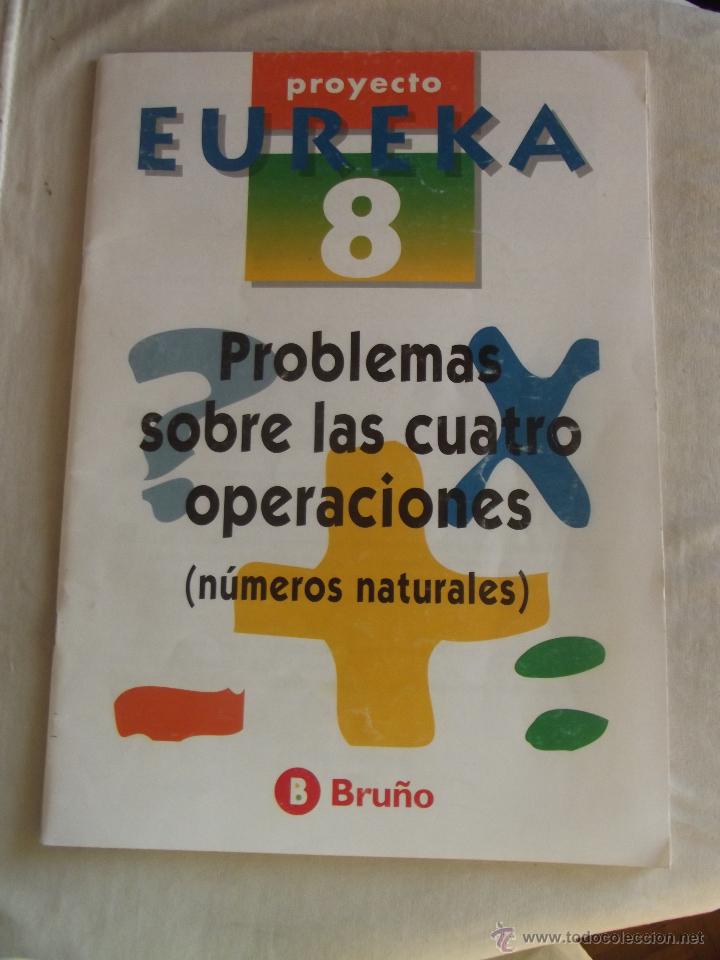 proyecto
EUREKA
8
Problemas
sobre las cuatro
operaciones
(números naturales)
B Bruño
© www.todocoleccion.net